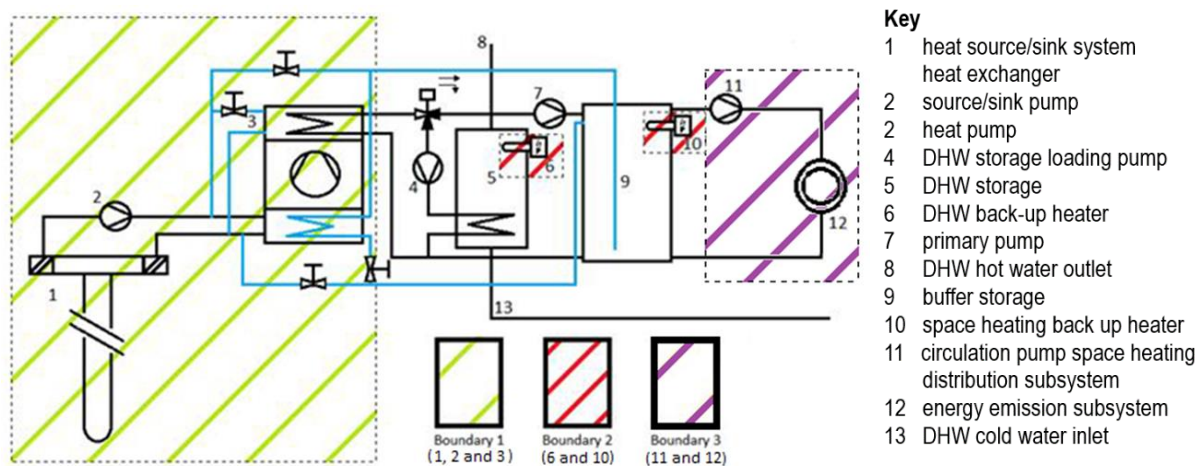 8
11
7
3
10
2
4
5
6
9
12
1
13
Boundary 1
(1, 2 and 3)
Boundary 2
(6 and 10)
Boundary 3
(11 and 12)
Key
1 heat source/sink system
heat exchanger
2 source/sink pump
2 heat pump
4 DHW storage loading pump
5 DHW storage
6 DHW back-up heater
7 primary pump
8 DHW hot water outlet
9 buffer storage
10 space heating back up heater
11 circulation pump space heating
distribution subsystem
12 energy emission subsystem
13 DHW cold water inlet